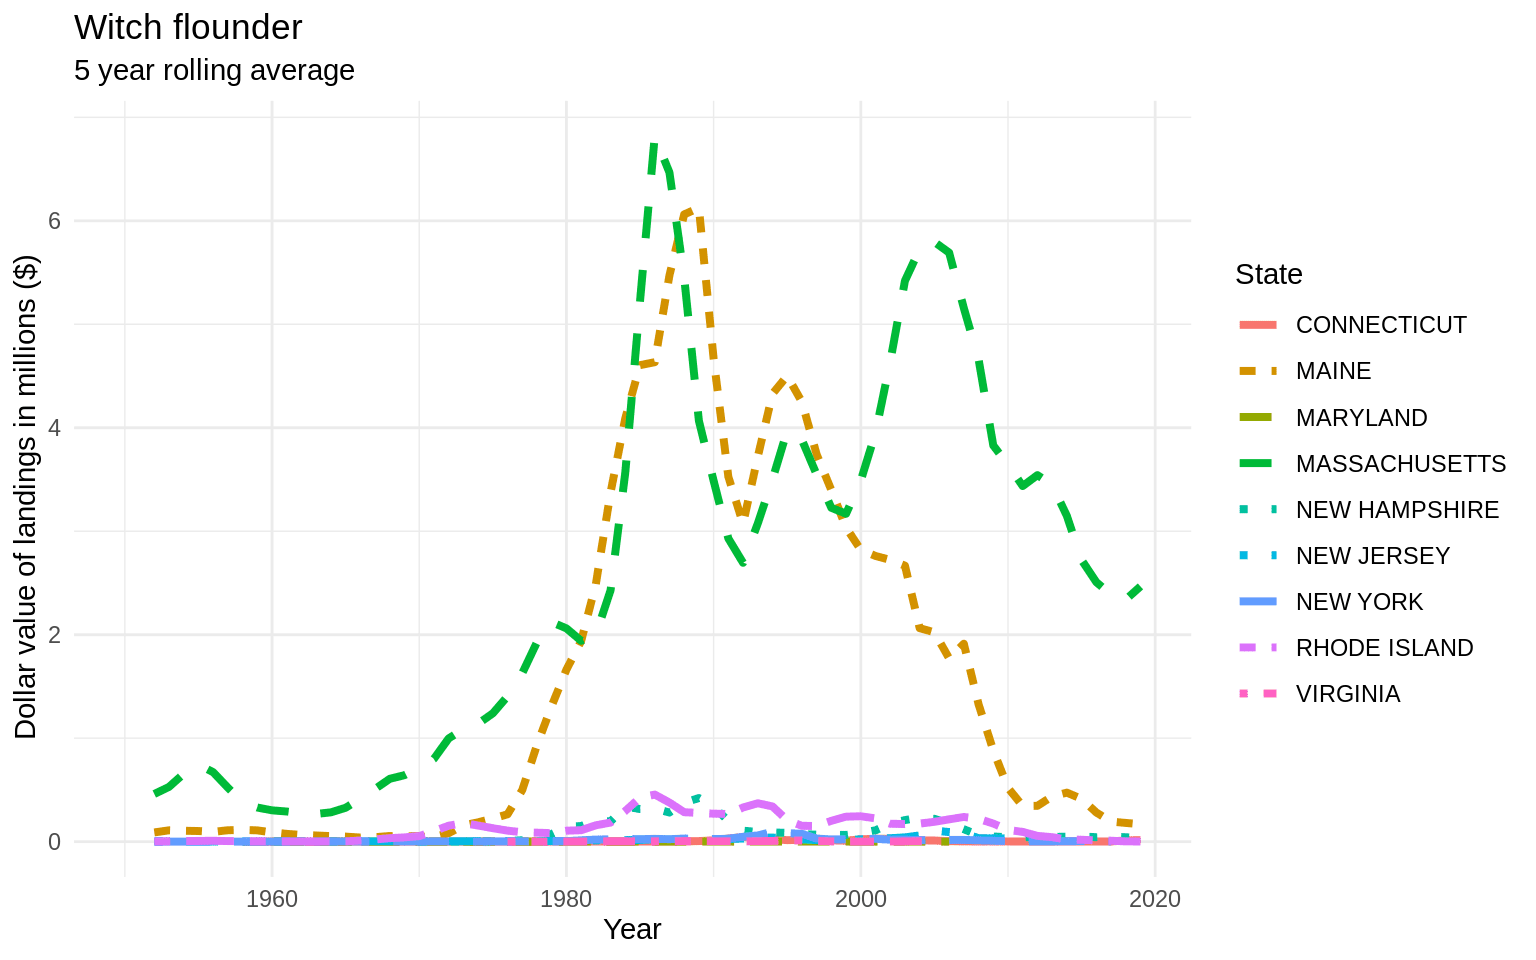 Witch flounder
5 year rolling average
Dollar value of landings in millions ($)
6
4
2
0
1960
1980
2000
2020
Year
State
CONNECTICUT
MAINE
MARYLAND
MASSACHUSETTS
NEW HAMPSHIRE
NEW JERSEY
NEW YORK
RHODE ISLAND
VIRGINIA